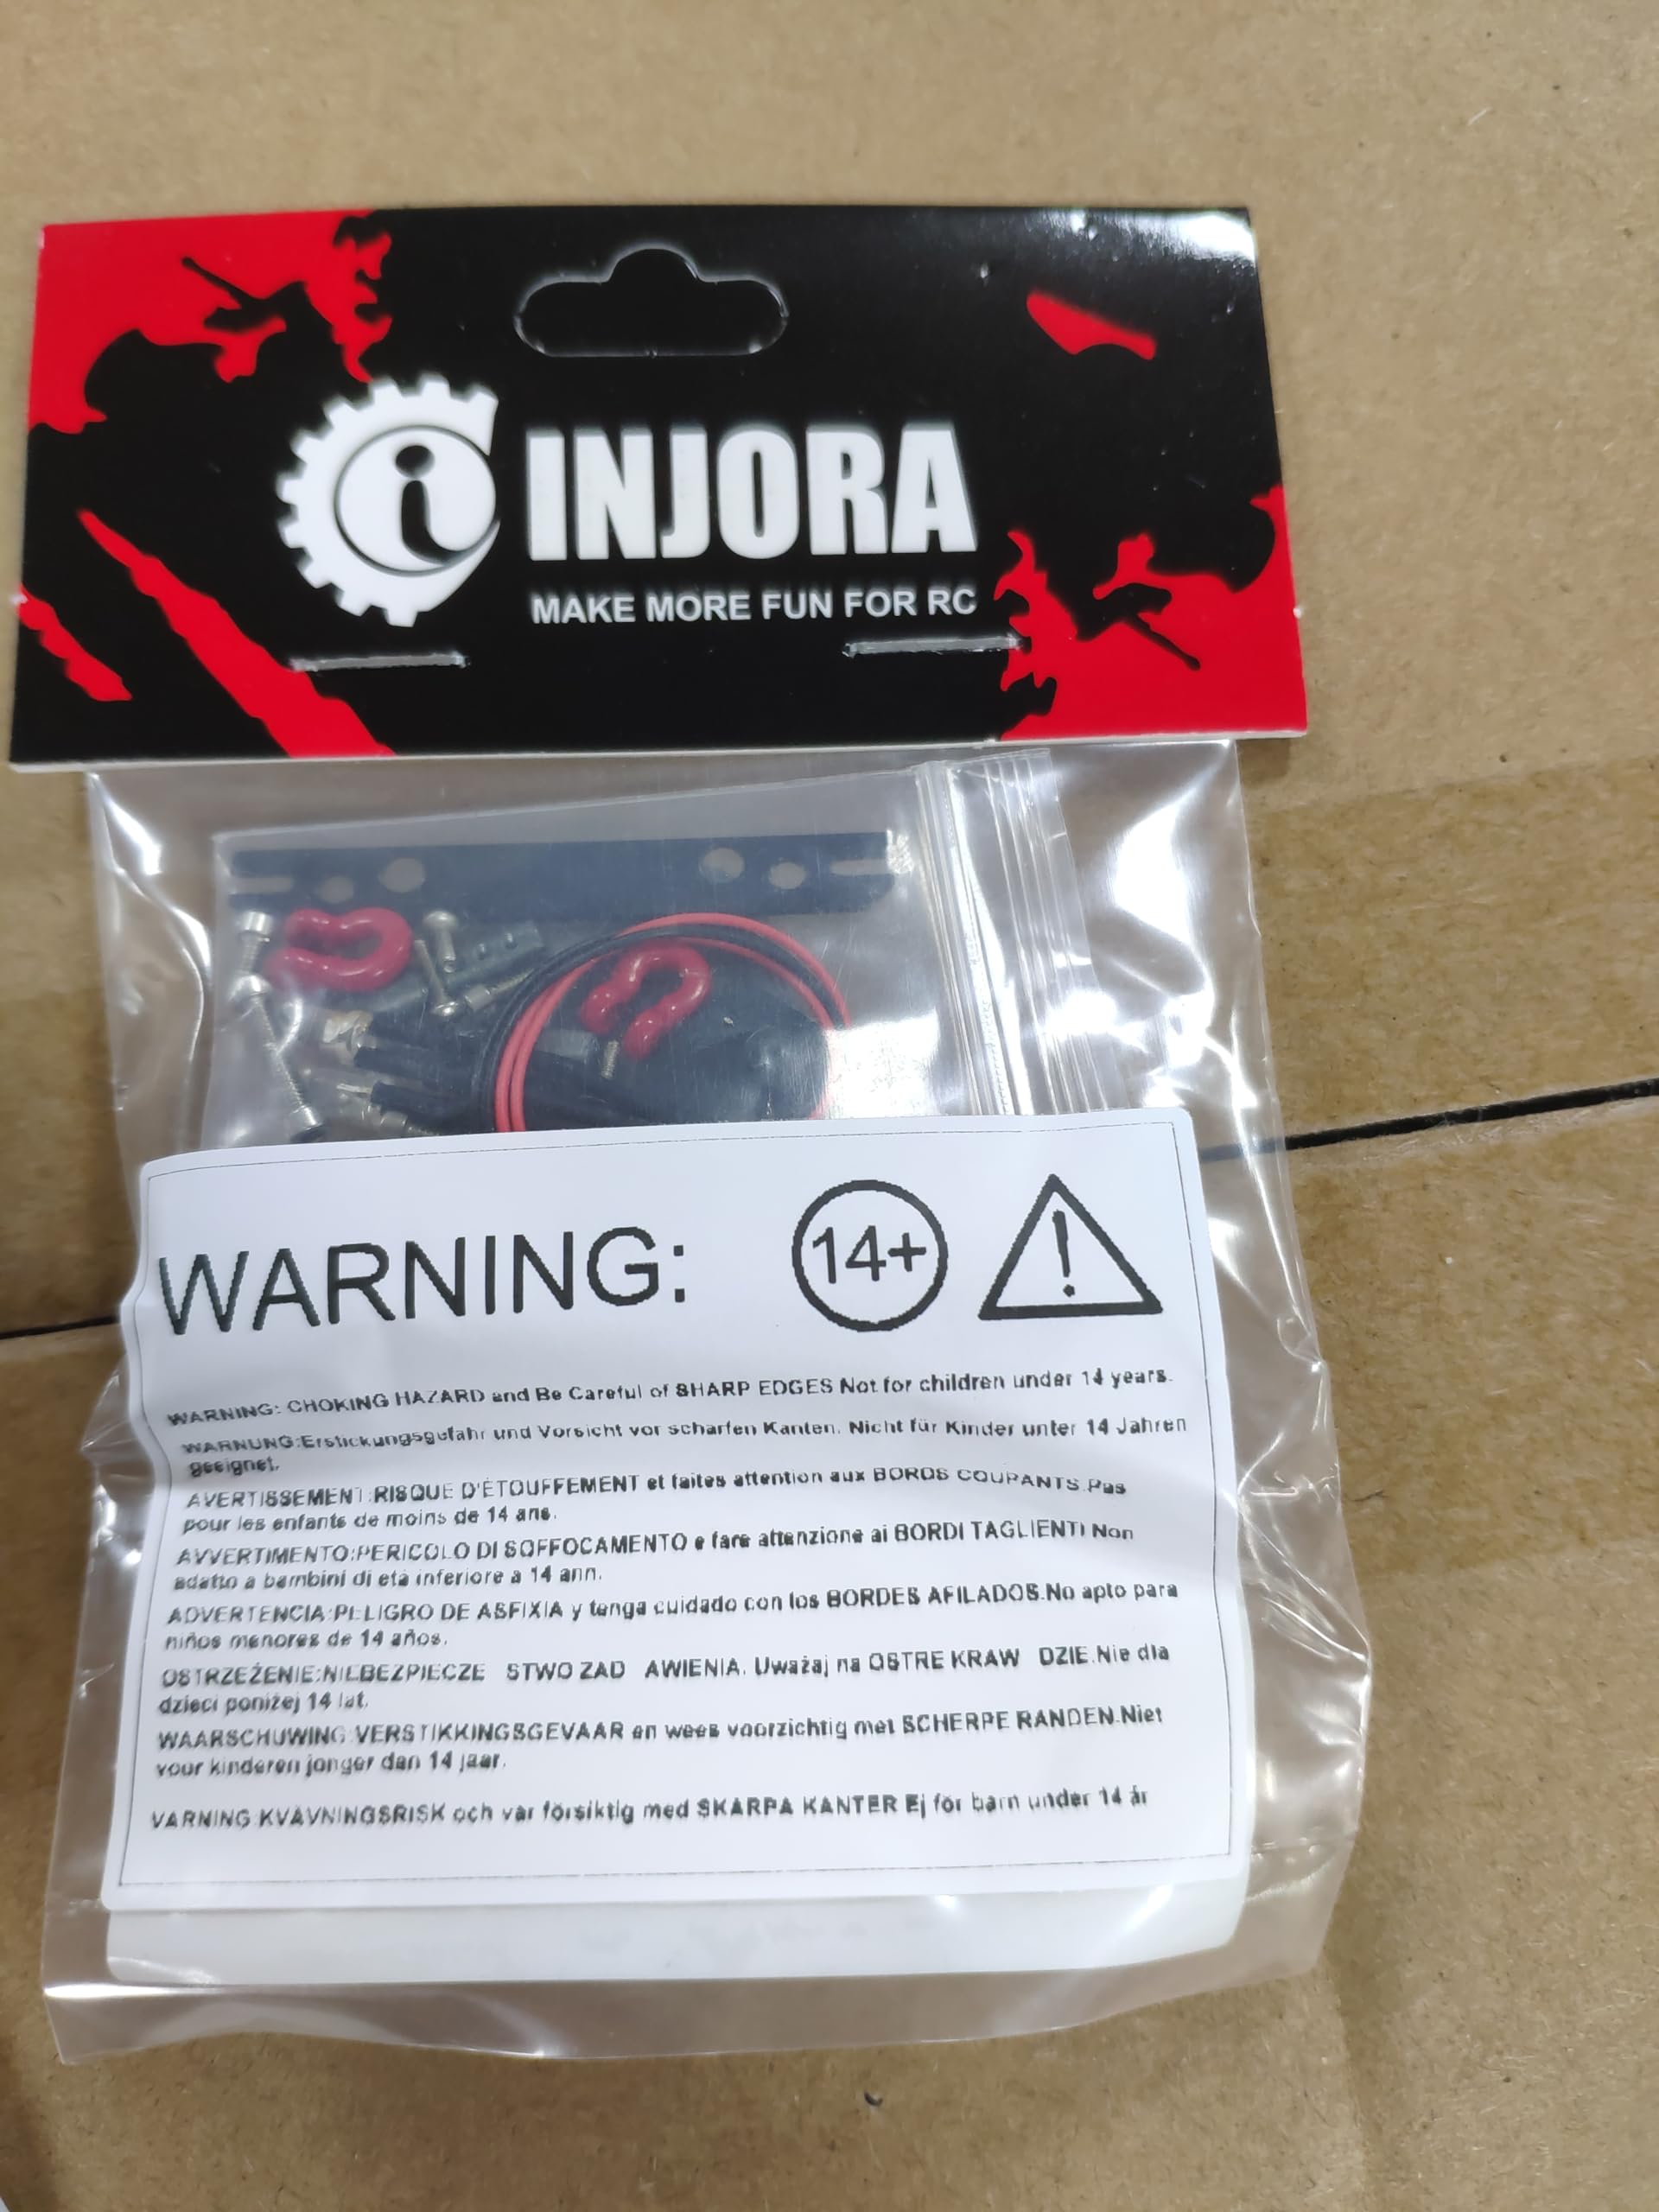 INJORA
MAKE MORE FUN FOR RC
WARNING: 14+ !
WARNING: CHOKING HAZARD and Be Careful of SHARP EDGES Not for children under 14 years.
WARNUNG:Erstickungsgefahr und Vorsicht vor scharfen Kanten. Nicht für Kinder unter 14 Jahren
geeignet.
AVERTISSEMENT:RISQUE D'ÉTOUFFEMENT et faites attention aux BORDS COUPANTS.Pas
pour les enfants de moins de 14 ans.
AVVERTIMENTO:PERICOLO DI SOFFOCAMENTO e fare attenzione ai BORDI TAGLIENTI Non
adatto a bambini di età inferiore a 14 ann.
ADVERTENCIA:PELIGRO DE ASFIXIA y tenga cuidado con los BORDES AFILADOS.No apto para
niños menores de 14 años.
OSTRZEŻENIE:NIEBEZPIECZE STWO ZAD AWIENIA. Uważaj na OSTRE KRAW DZIE.Nie dla
dzieci poniżej 14 lat.
WAARSCHUWING:VERSTIKKINGSGEVAAR en wees voorzichtig met SCHERPE RANDEN.Niet
voor kinderen jonger dan 14 jaar.
VARNING:KVÄVNINGSRISK och var försiktig med SKARPA KANTER Ej för barn under 14 år